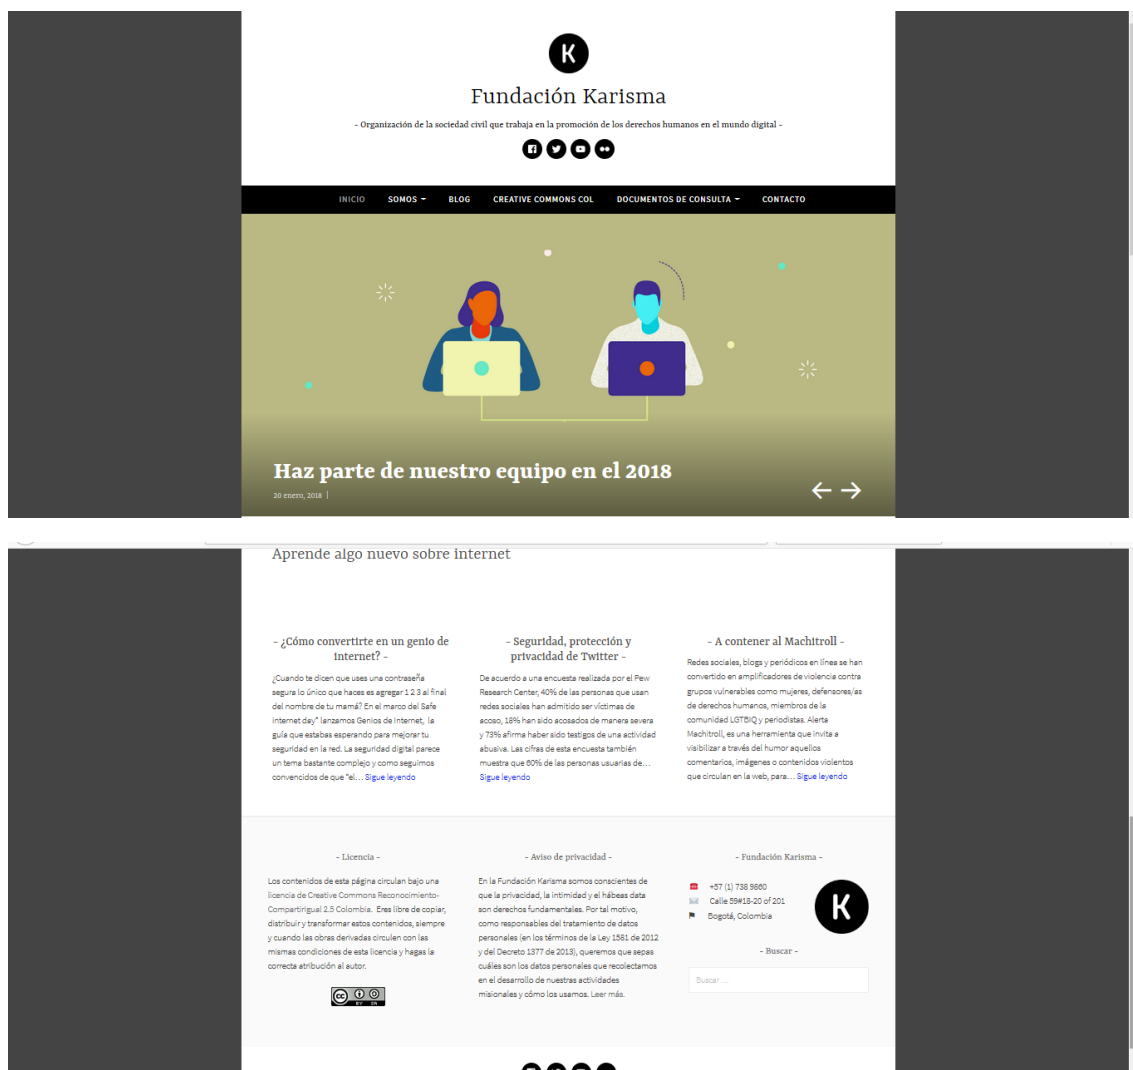 K
Fundación Karisma
- Organización de la sociedad civil que trabaja en la promoción de los derechos humanos en el mundo digital -
INICIO SOMOS BLOG CREATIVE COMMONS COL DOCUMENTOS DE CONSULTA CONTACTO
Haz parte de nuestro equipo en el 2018
20 enero, 2018 |
Aprende algo nuevo sobre internet
- ¿Cómo convertirte en un genio de
internet? -
¿Cuando te dicen que uses una contraseña
segura lo único que haces es agregar 1 2 3 al final
del nombre de tu mamá? En el marco del Safe
internet day" lanzamos Genios de Internet, la
guía que estabas esperando para mejorar tu
seguridad en la red. La seguridad digital parece
un tema bastante complejo y como seguimos
convencidos de que "el... Sigue leyendo
- Seguridad, protección y
privacidad de Twitter -
De acuerdo a una encuesta realizada por el Pew
Research Center, 40% de las personas que usan
redes sociales han admitido ser víctimas de
acoso, 18% han sido acosados de manera severa
y 73% afirma haber sido testigos de una actividad
abusiva. Las cifras de esta encuesta también
muestra que 60% de las personas usuarias de...
Sigue leyendo
- A contener al Machitroll -
Redes sociales, blogs y periódicos en línea se han
convertido en amplificadores de violencia contra
grupos vulnerables como mujeres, defensores/as
de derechos humanos, miembros de la
comunidad LGTBIQ y periodistas. Alerta
Machitroll, es una herramienta que invita a
visibilizar a través del humor aquellos
comentarios, imágenes o contenidos violentos
que circulan en la web, para... Sigue leyendo
- Licencia -
Los contenidos de esta página circulan bajo una
licencia de Creative Commons Reconocimiento-
CompartirIgual 2.5 Colombia. Eres libre de copiar,
distribuir y transformar estos contenidos, siempre
y cuando las obras derivadas circulen con las
mismas condiciones de esta licencia y hagas la
correcta atribución al autor.
cc
- Aviso de privacidad -
En la Fundación Karisma somos conscientes de
que la privacidad, la intimidad y el hábeas data
son derechos fundamentales. Por tal motivo,
como responsables del tratamiento de datos
personales (en los términos de la Ley 1581 de 2012
y del Decreto 1377 de 2013), queremos que sepas
cuáles son los datos personales que recolectamos
en el desarrollo de nuestras actividades
misionales y cómo los usamos. Leer más.
- Fundación Karisma -
+57 (1) 738 9860
Calle 59#18-20 of 201
Bogotá, Colombia
K
- Buscar -
Buscar ...